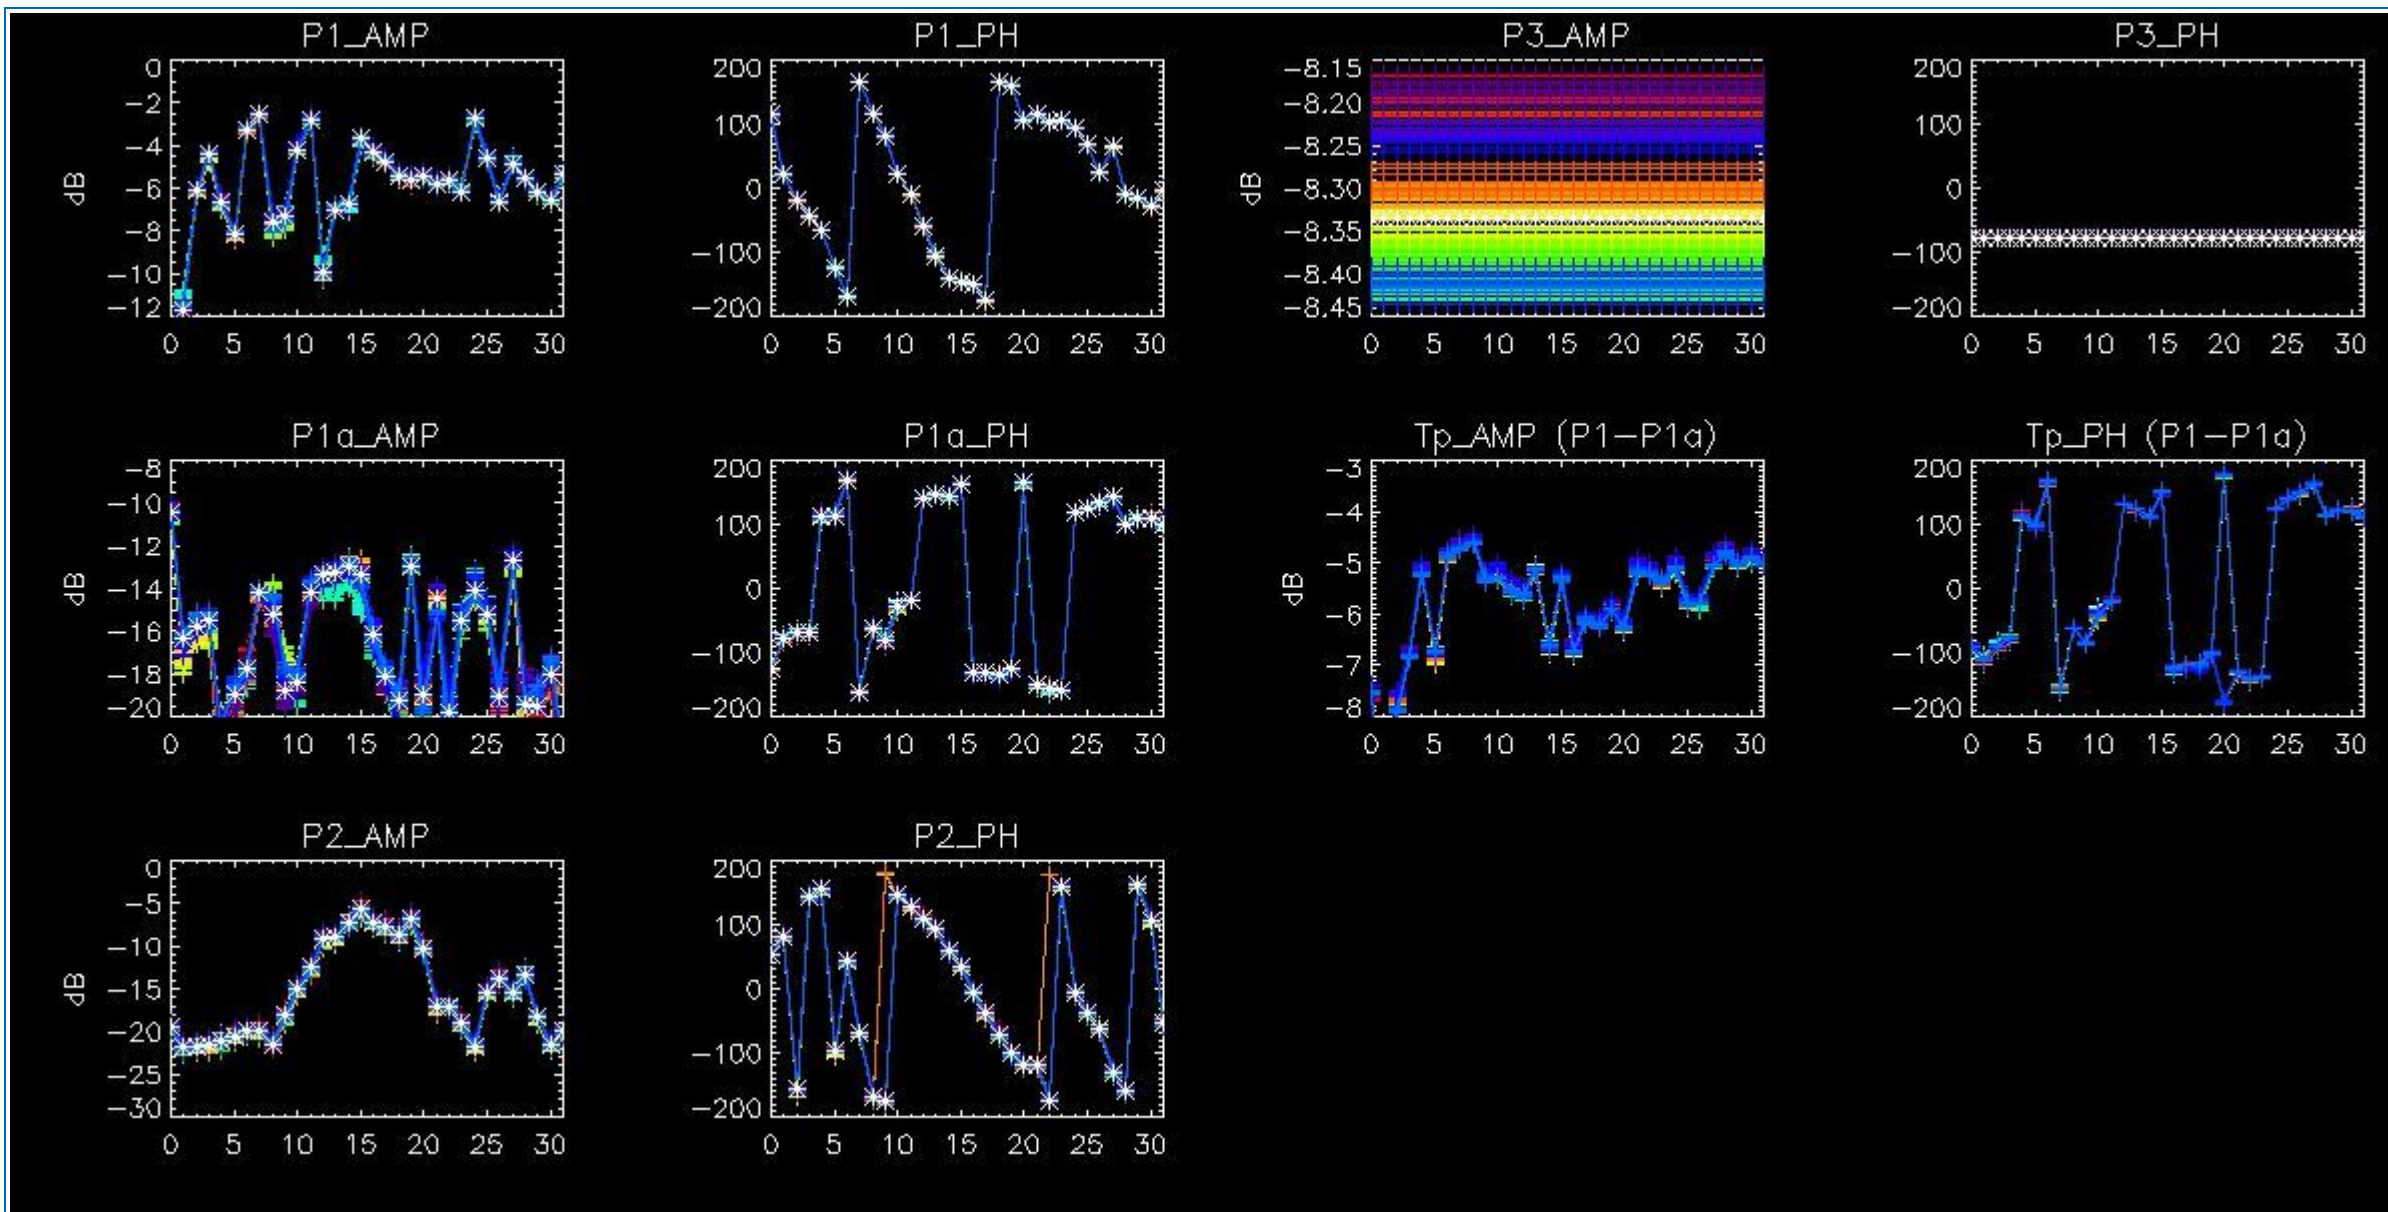 P1_AMP
0
−2
−4
−6
−8
−10
−12
dB
0 5 10 15 20 25 30
P1_PH
200
100
0
−100
−200
0 5 10 15 20 25 30
P3_AMP
−8.15
−8.20
−8.25
−8.30
−8.35
−8.40
−8.45
dB
0 5 10 15 20 25 30
P3_PH
200
100
0
−100
−200
0 5 10 15 20 25 30
P1a_AMP
−8
−10
−12
−14
−16
−18
−20
dB
0 5 10 15 20 25 30
P1a_PH
200
100
0
−100
−200
0 5 10 15 20 25 30
Tp_AMP (P1−P1a)
−3
−4
−5
−6
−7
−8
dB
0 5 10 15 20 25 30
Tp_PH (P1−P1a)
200
100
0
−100
−200
0 5 10 15 20 25 30
P2_AMP
0
−5
−10
−15
−20
−25
−30
dB
0 5 10 15 20 25 30
P2_PH
200
100
0
−100
−200
0 5 10 15 20 25 30